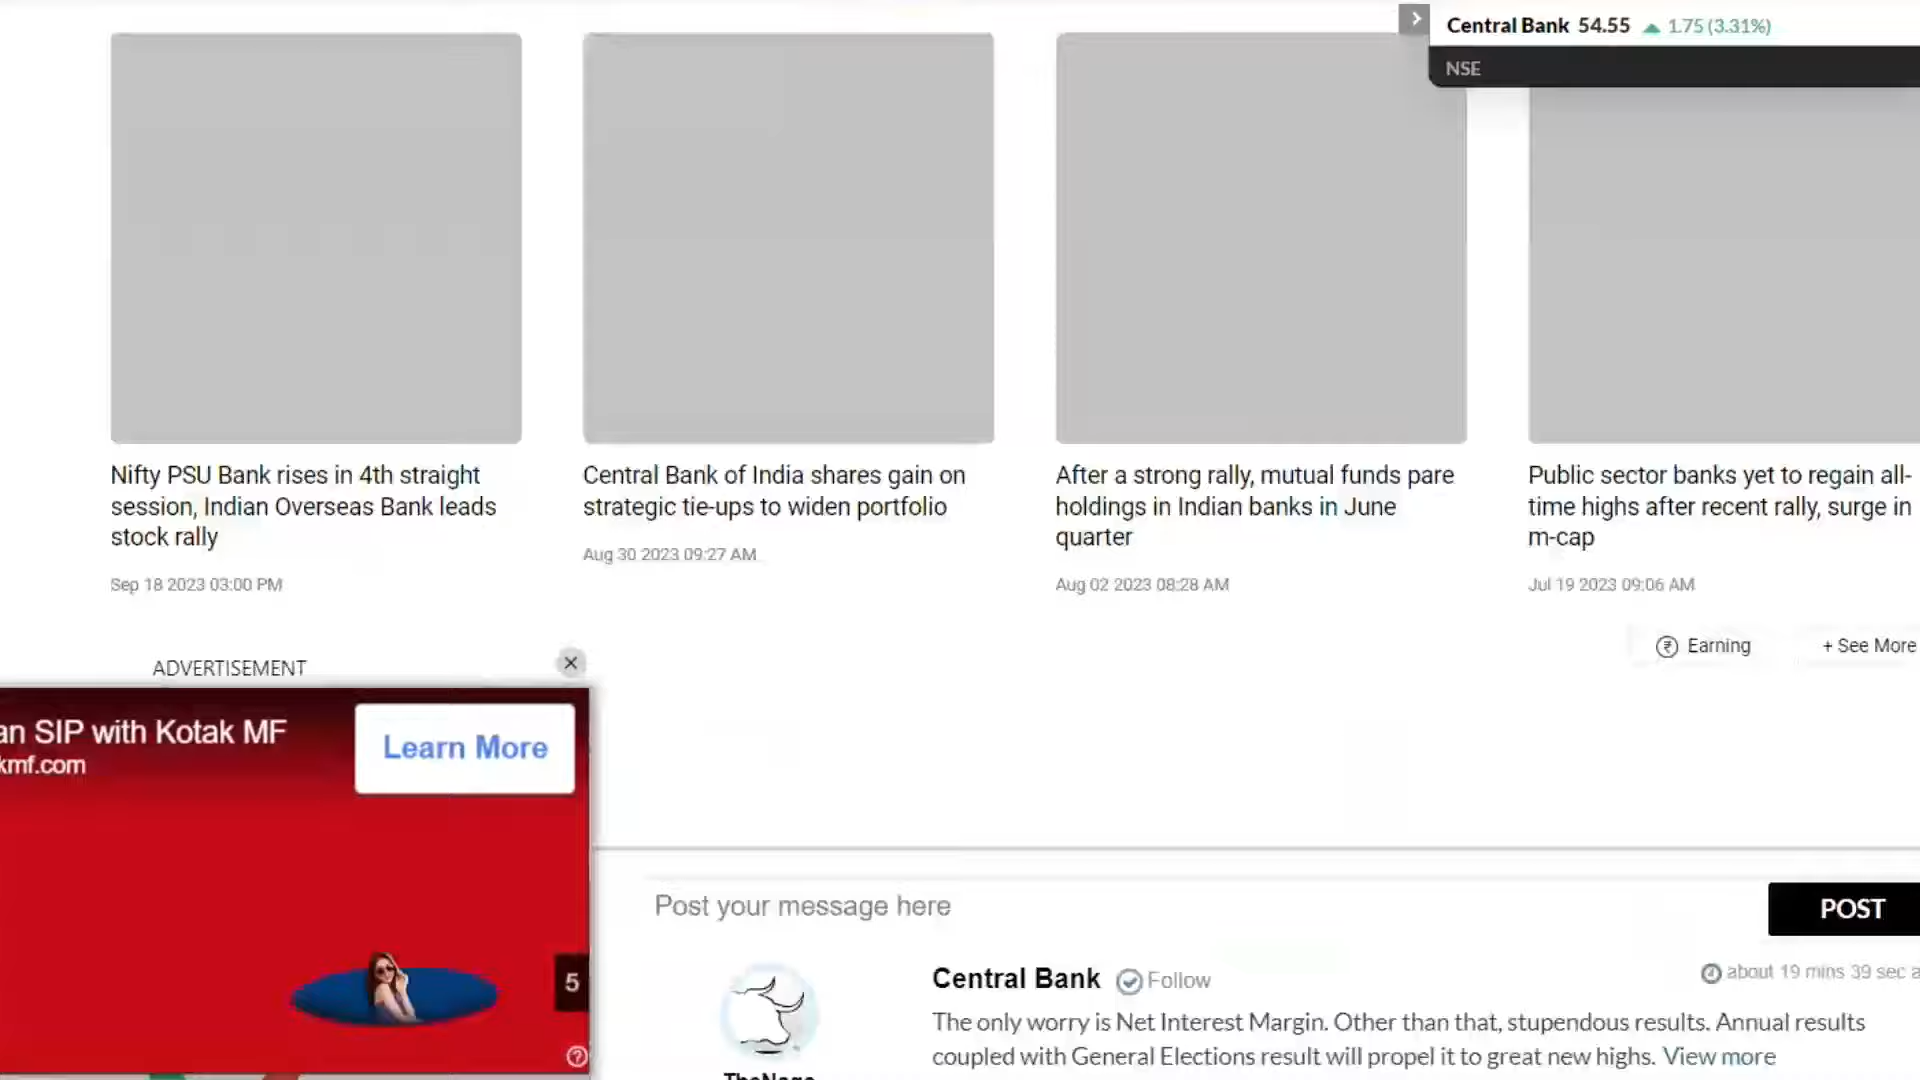 Central Bank 54.55 ▲ 1.75 (3.31%)
NSE
Nifty PSU Bank rises in 4th straight
session, Indian Overseas Bank leads
stock rally
Sep 18 2023 03:00 PM
Central Bank of India shares gain on
strategic tie-ups to widen portfolio
Aug 30 2023 09:27 AM
After a strong rally, mutual funds pare
holdings in Indian banks in June
quarter
Aug 02 2023 08:28 AM
Public sector banks yet to regain all-
time highs after recent rally, surge in
m-cap
Jul 19 2023 09:06 AM
₹ Earning
+ See More
ADVERTISEMENT
an SIP with Kotak MF
kmf.com
Learn More
5
Post your message here
POST
Central Bank Follow
about 19 mins 39 sec a
The only worry is Net Interest Margin. Other than that, stupendous results. Annual results
coupled with General Elections result will propel it to great new highs. View more